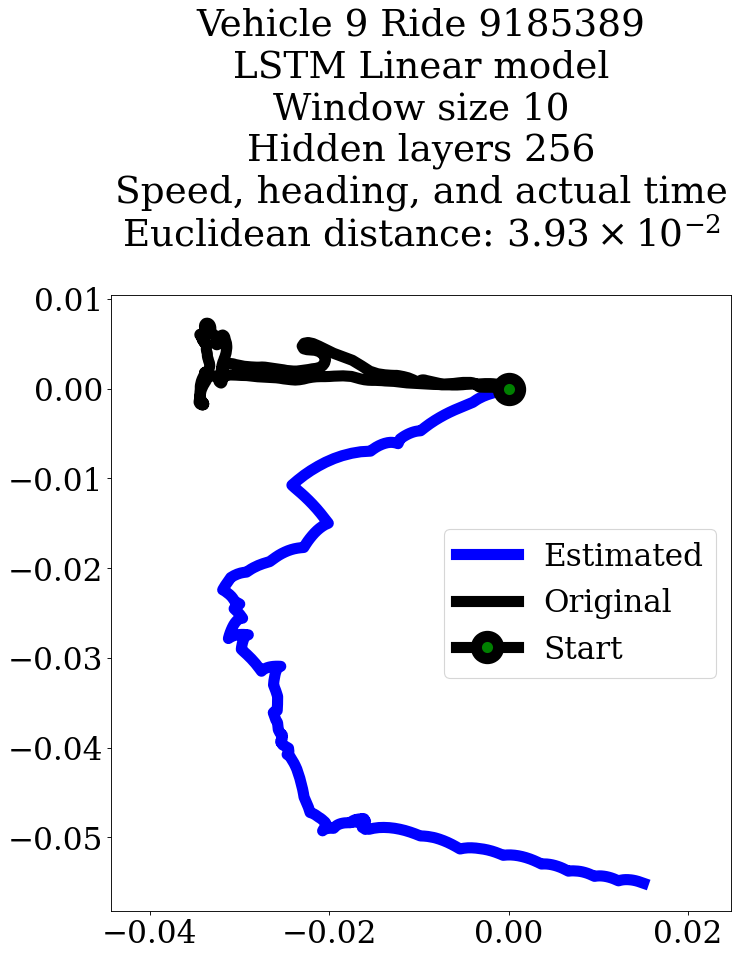 Vehicle 9 Ride 9185389
LSTM Linear model
Window size 10
Hidden layers 256
Speed, heading, and actual time
Euclidean distance: 3.93 × 10⁻²
0.01
0.00
−0.01
−0.02
−0.03
−0.04
−0.05
Estimated
Original
Start
−0.04 −0.02 0.00 0.02